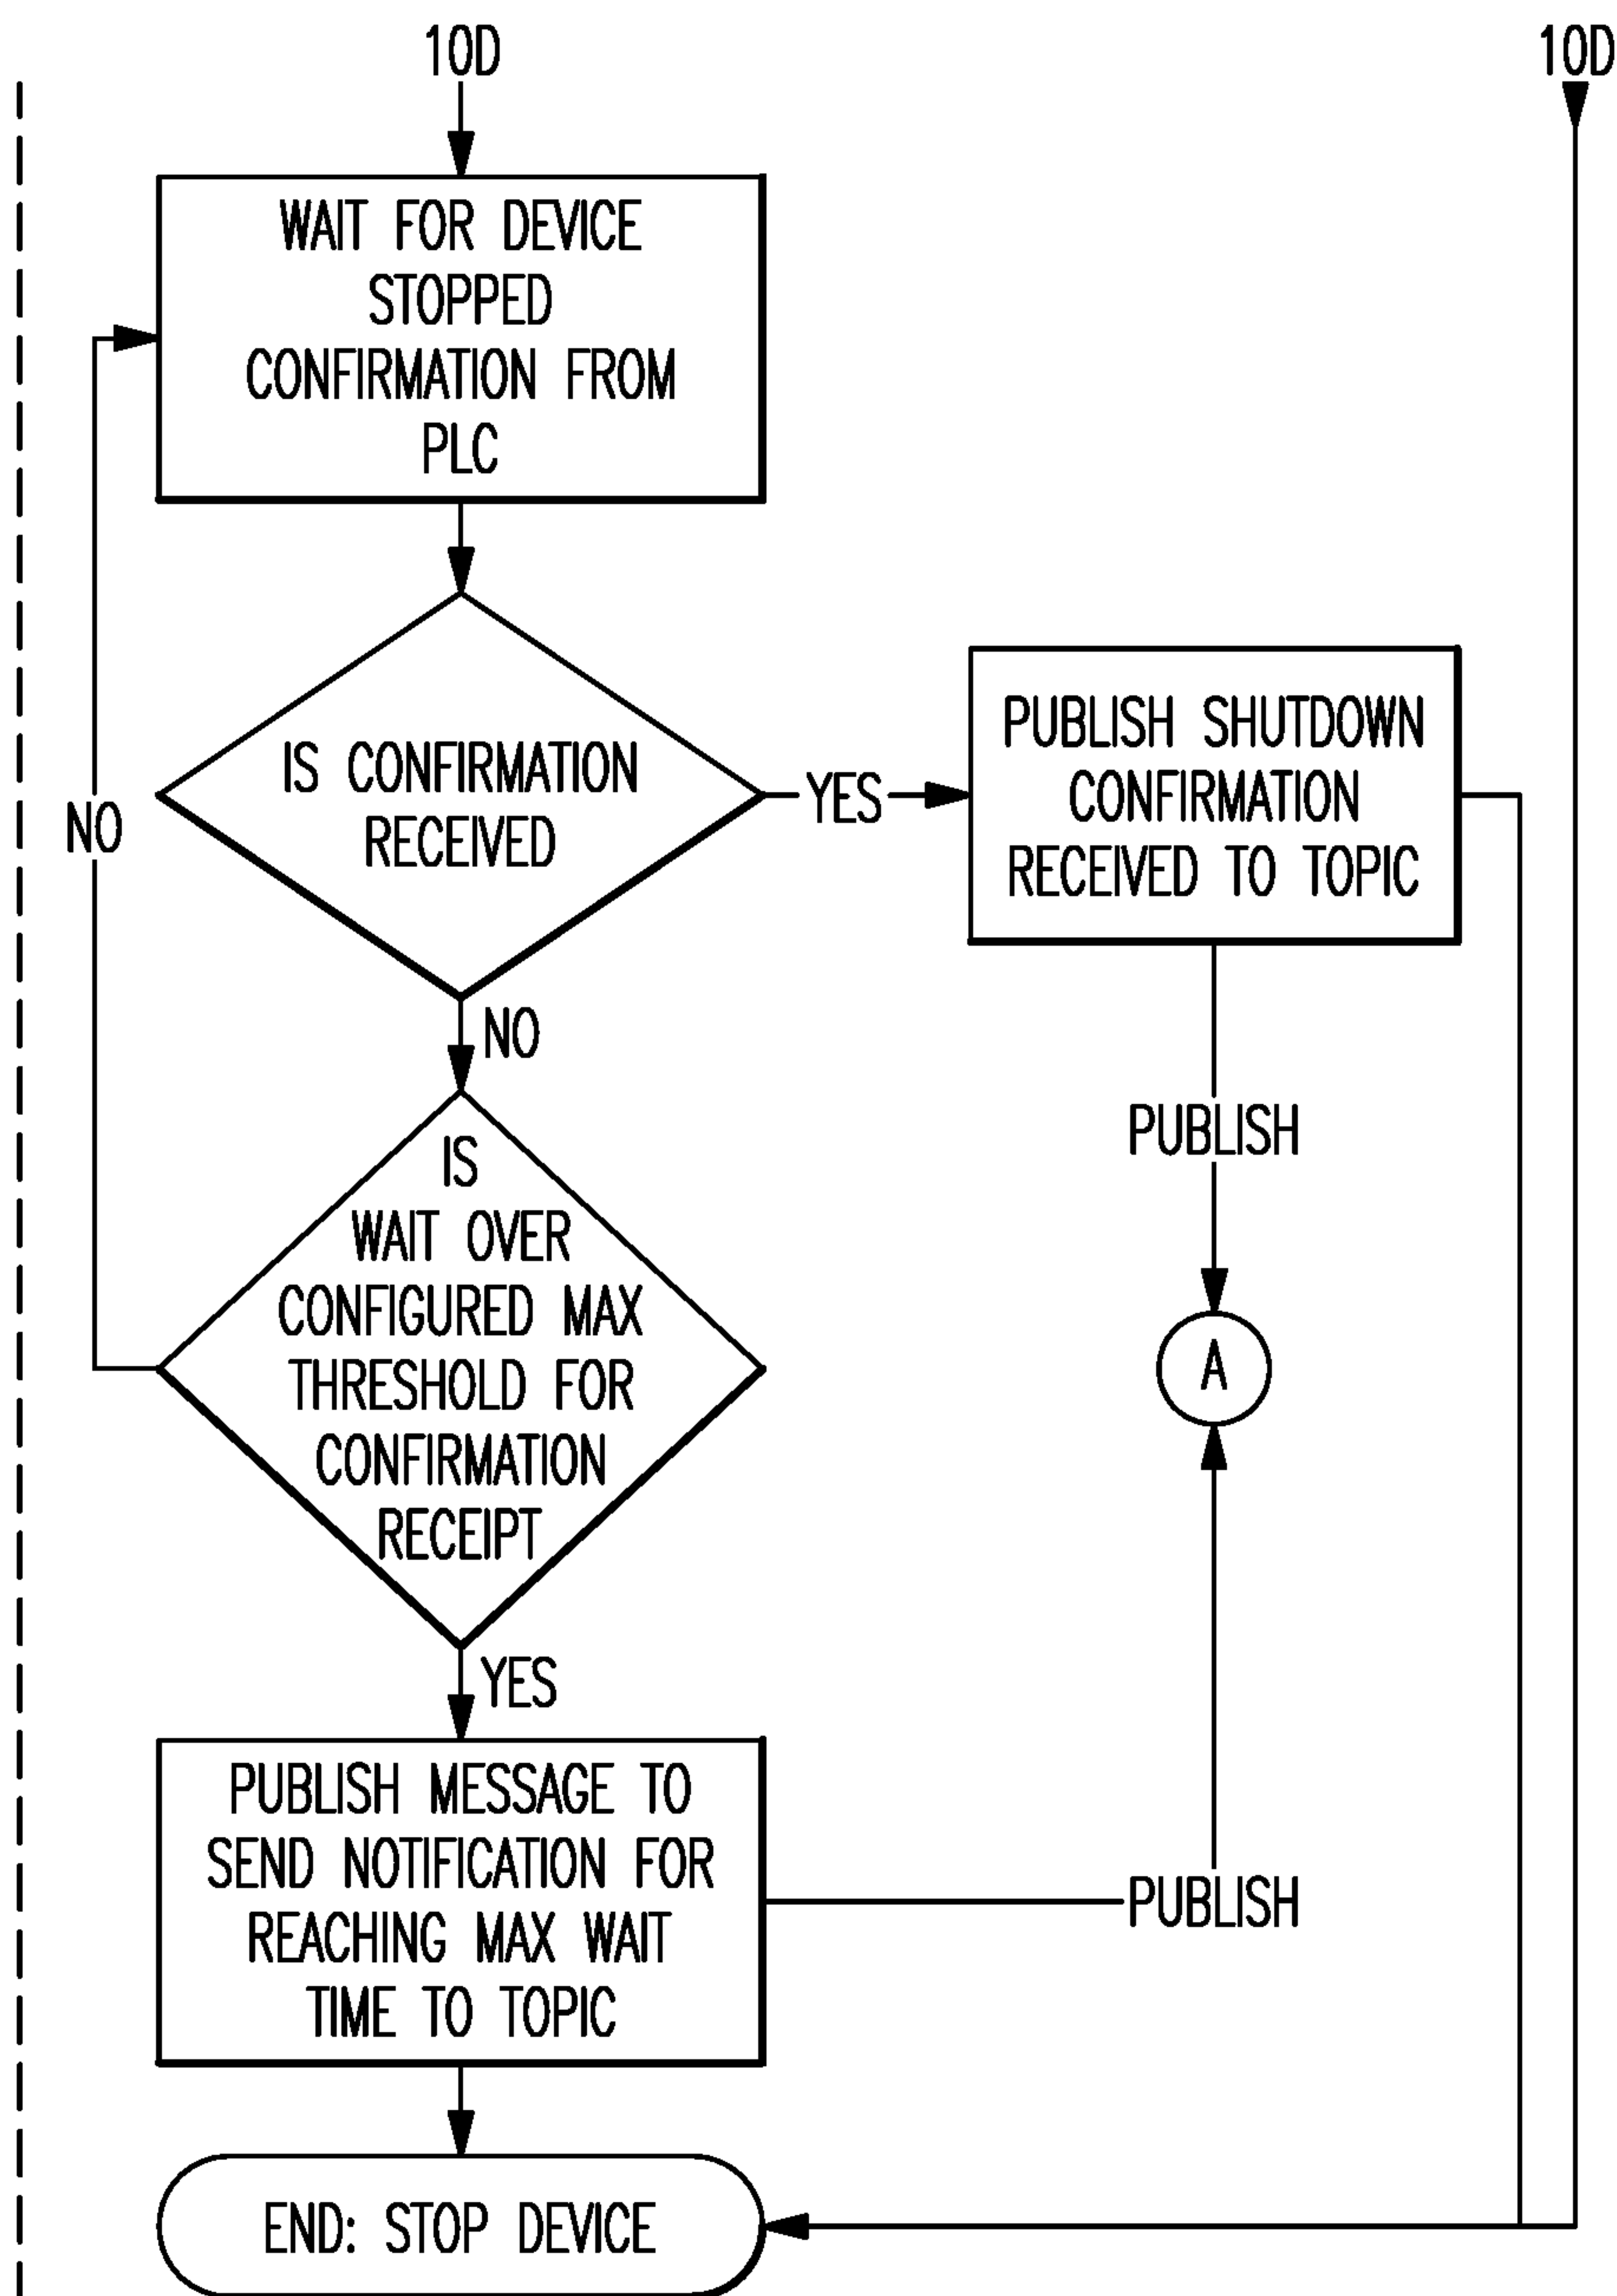 10D
10D
WAIT FOR DEVICE
STOPPED
CONFIRMATION FROM
PLC
IS CONFIRMATION
RECEIVED
YES
PUBLISH SHUTDOWN
CONFIRMATION
RECEIVED TO TOPIC
NO
NO
PUBLISH
IS
WAIT OVER
CONFIGURED MAX
THRESHOLD FOR
CONFIRMATION
RECEIPT
A
YES
PUBLISH MESSAGE TO
SEND NOTIFICATION FOR
REACHING MAX WAIT
TIME TO TOPIC
PUBLISH
END: STOP DEVICE